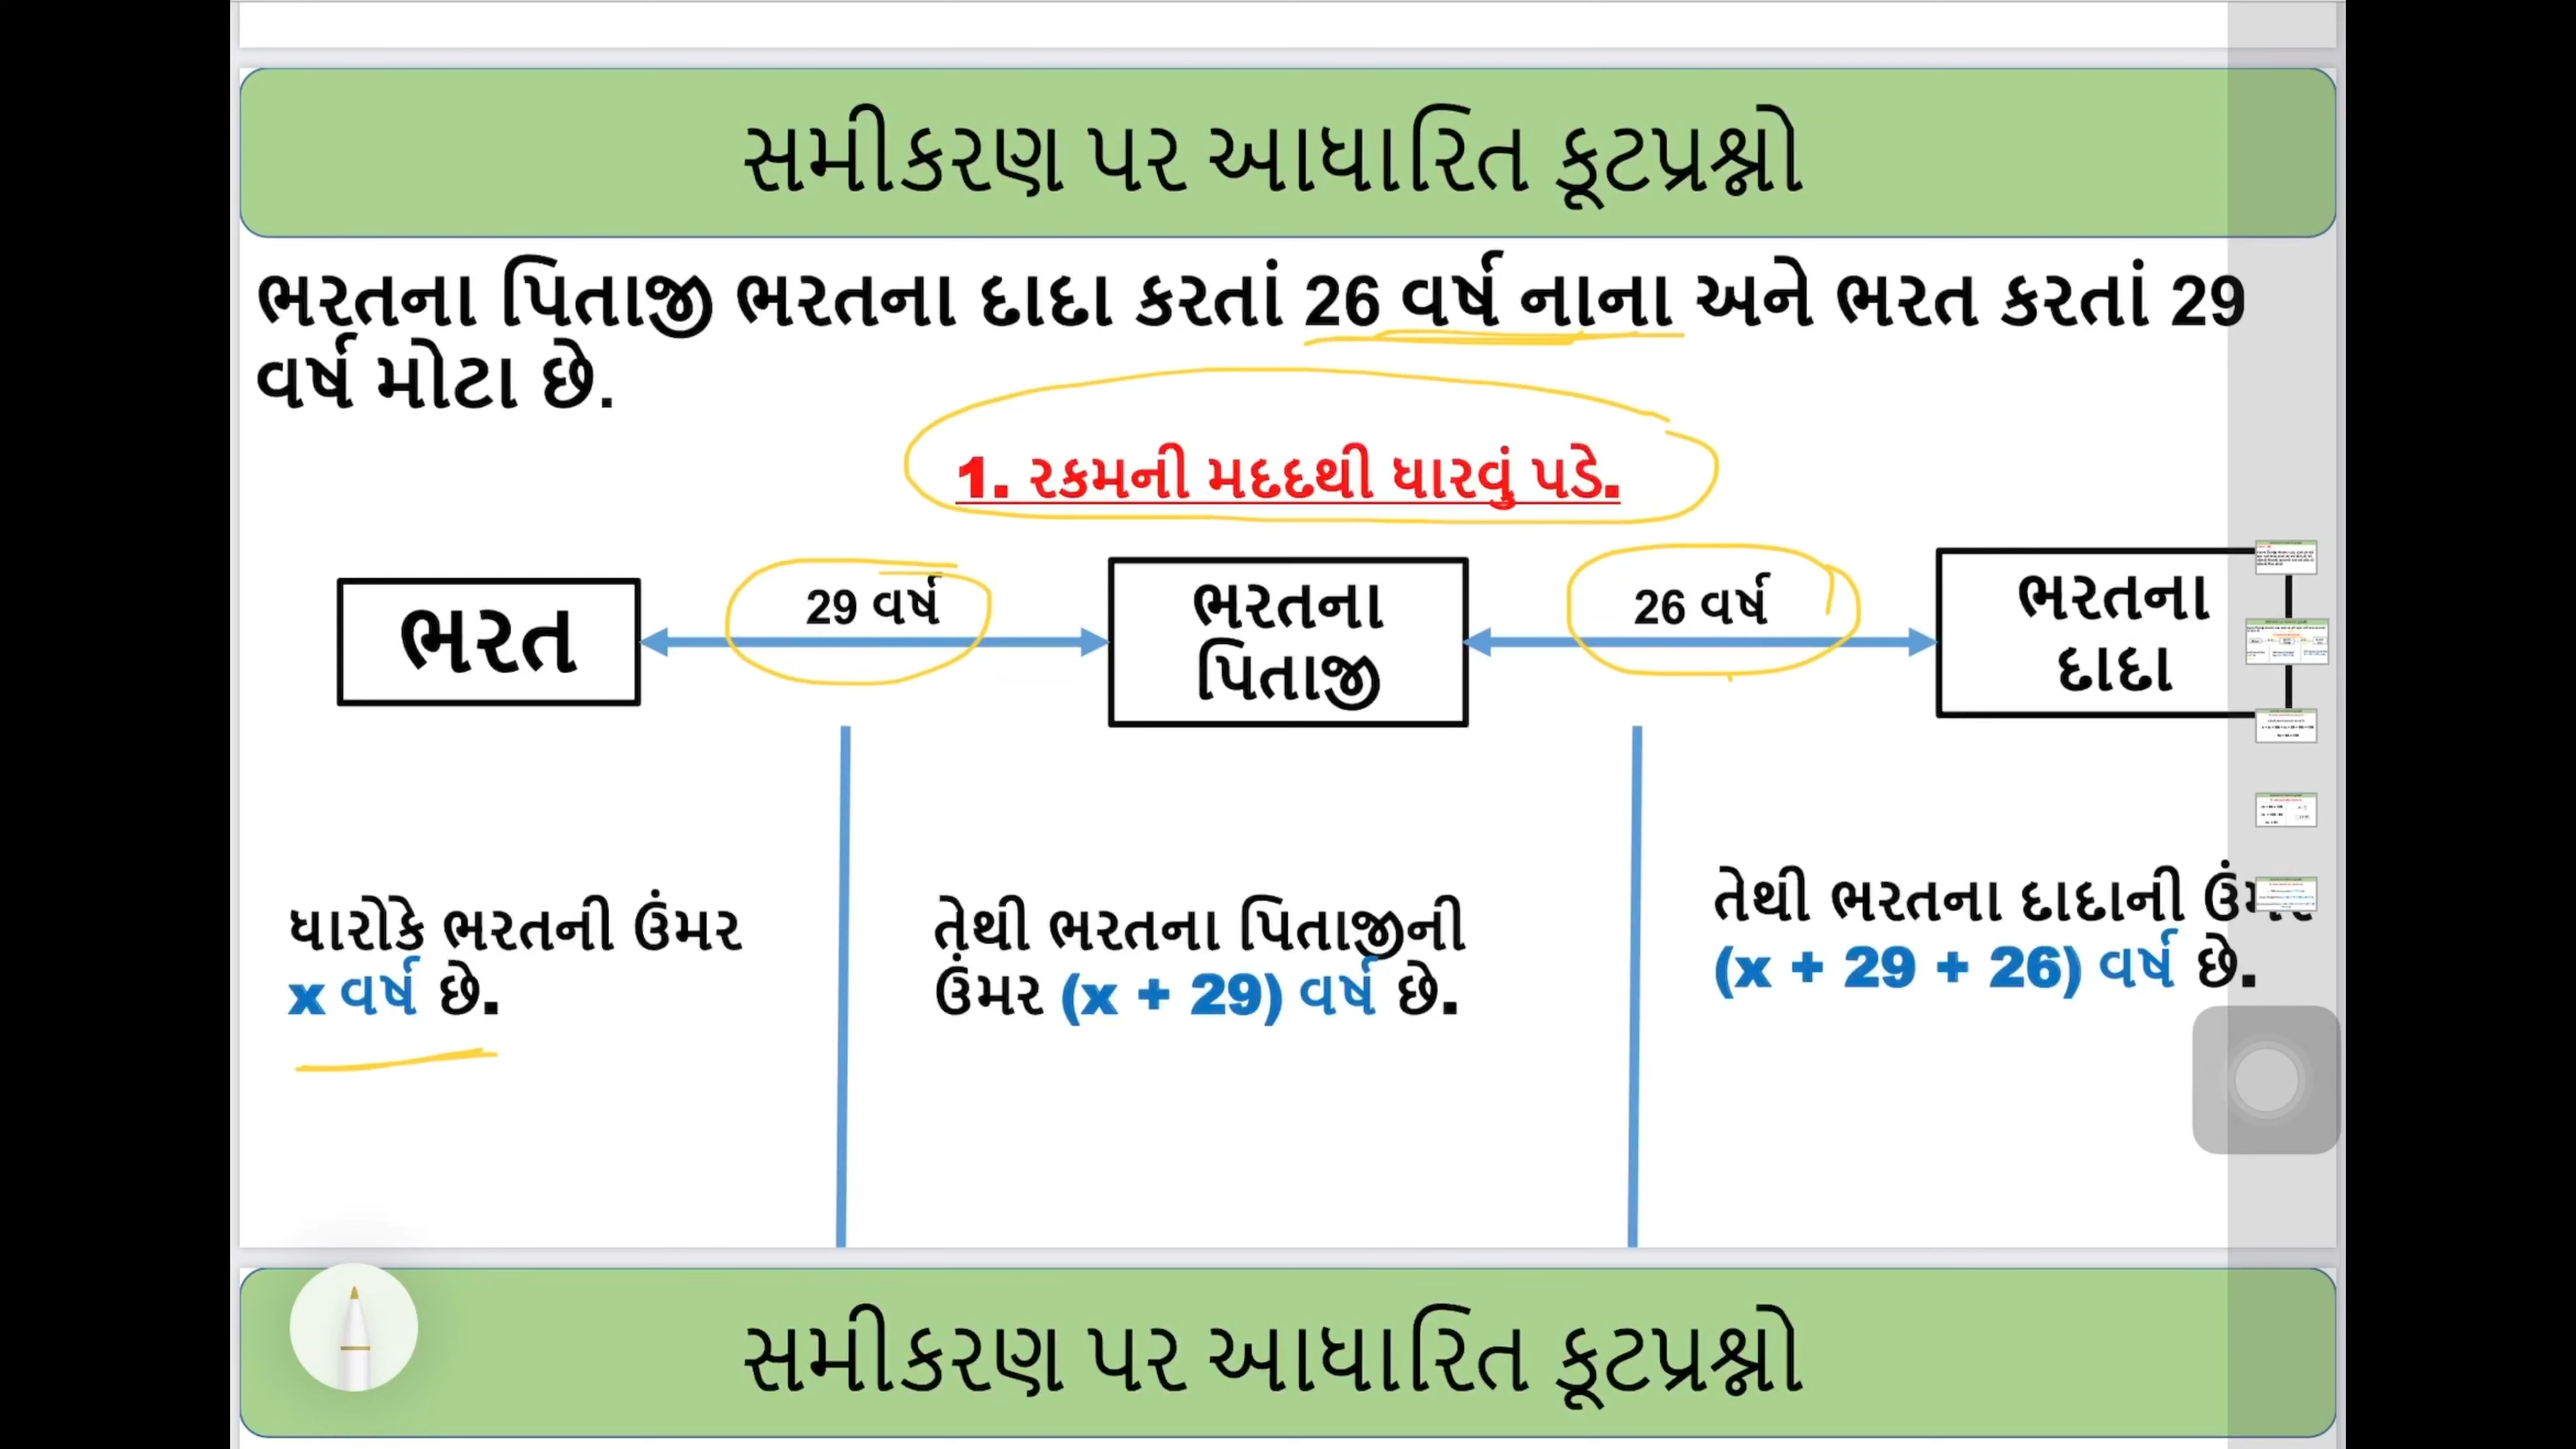 સમીકરણ પર આધારિત કૂટપ્રશ્નો
ભરતના પિતાજી ભરતના દાદા કરતાં 26 વર્ષ નાના અને ભરત કરતાં 29
વર્ષ મોટા છે.
1. રકમની મદદથી ધારવું પડે.
ભરત
29 વર્ષ
ભરતના
પિતાજી
26 વર્ષ
ભરતના
દાદા
ધારોકે ભરતની ઉંમર
x વર્ષ છે.
તેથી ભરતના પિતાજીની
ઉંમર (x + 29) વર્ષ છે.
તેથી ભરતના દાદાની ઉંમર
(x + 29 + 26) વર્ષ છે.
સમીકરણ પર આધારિત કૂટપ્રશ્નો